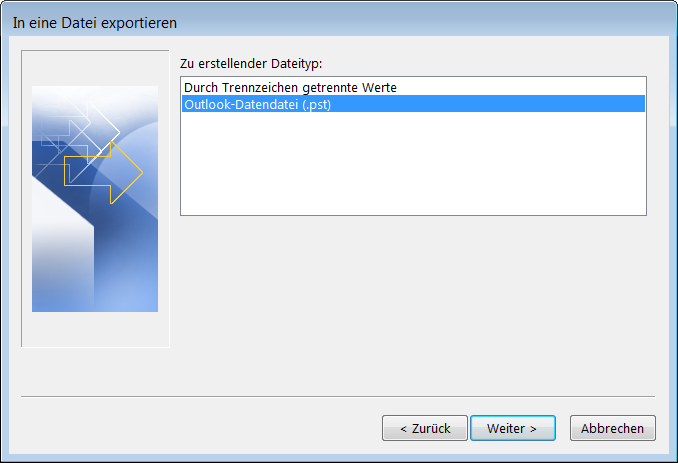 In eine Datei exportieren
Zu erstellender Dateityp:
Durch Trennzeichen getrennte Werte
Outlook-Datendatei (.pst)
< Zurück
Weiter >
Abbrechen